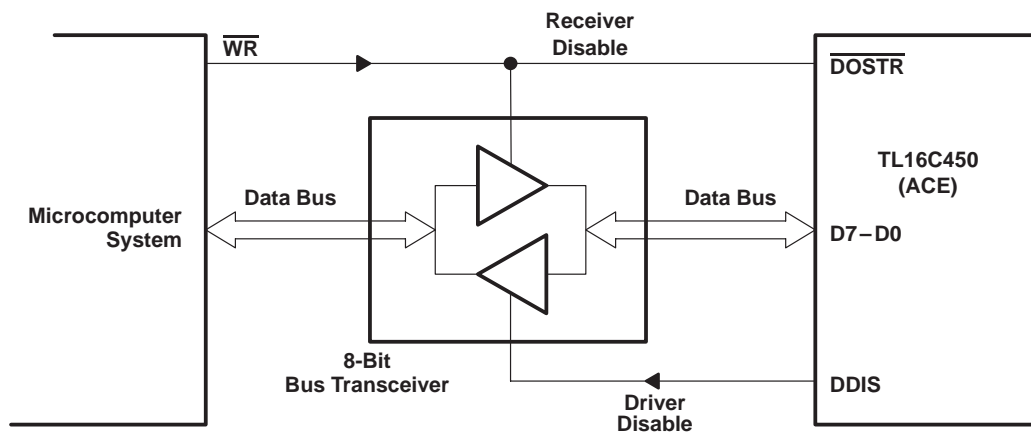 WR
Receiver
Disable
DOSTR
TL16C450
(ACE)
Microcomputer
System
Data Bus
Data Bus
D7–D0
8-Bit
Bus Transceiver
DDIS
Driver
Disable